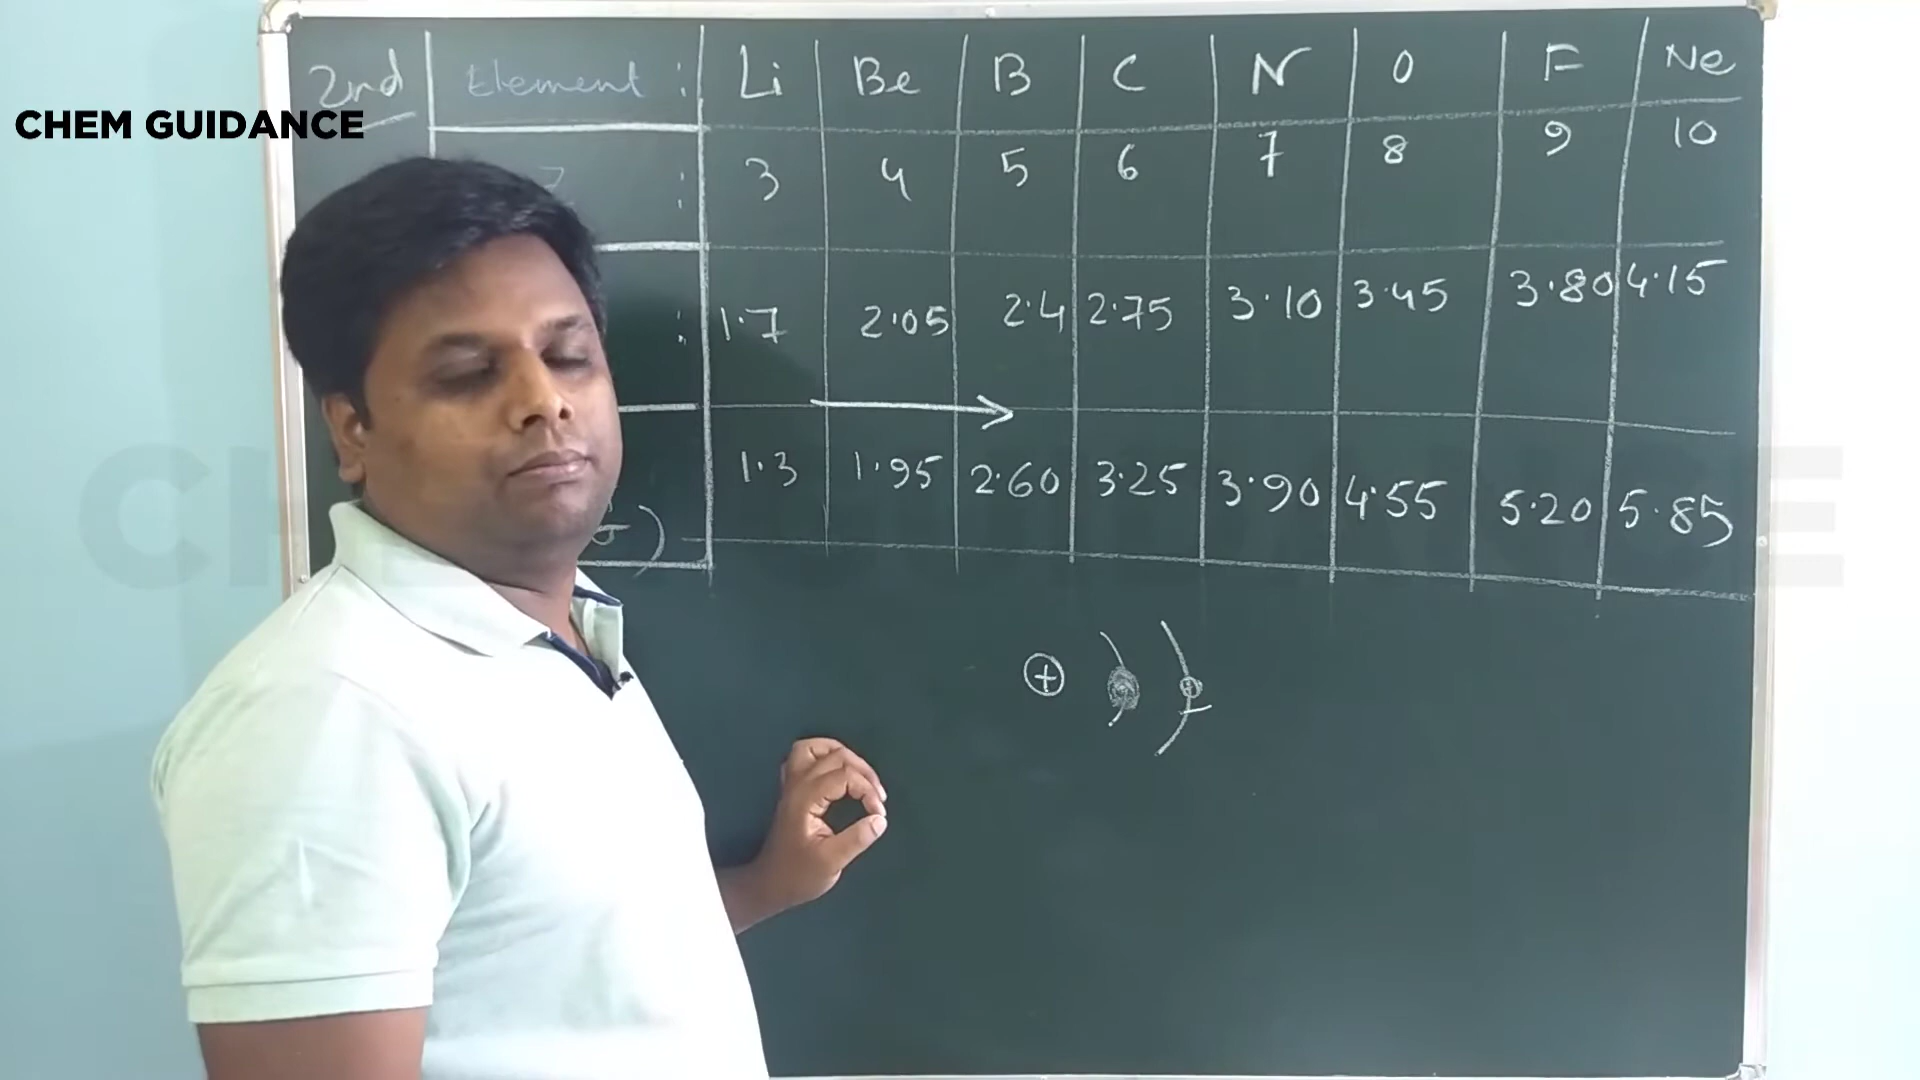 2nd Element : Li Be B C N O F Ne
CHEM GUIDANCE
: 3 4 5 6 7 8 9 10
: 1.7 2.05 2.4 2.75 3.10 3.45 3.80 4.15
1.3 1.95 2.60 3.25 3.90 4.55 5.20 5.85
σ)
+